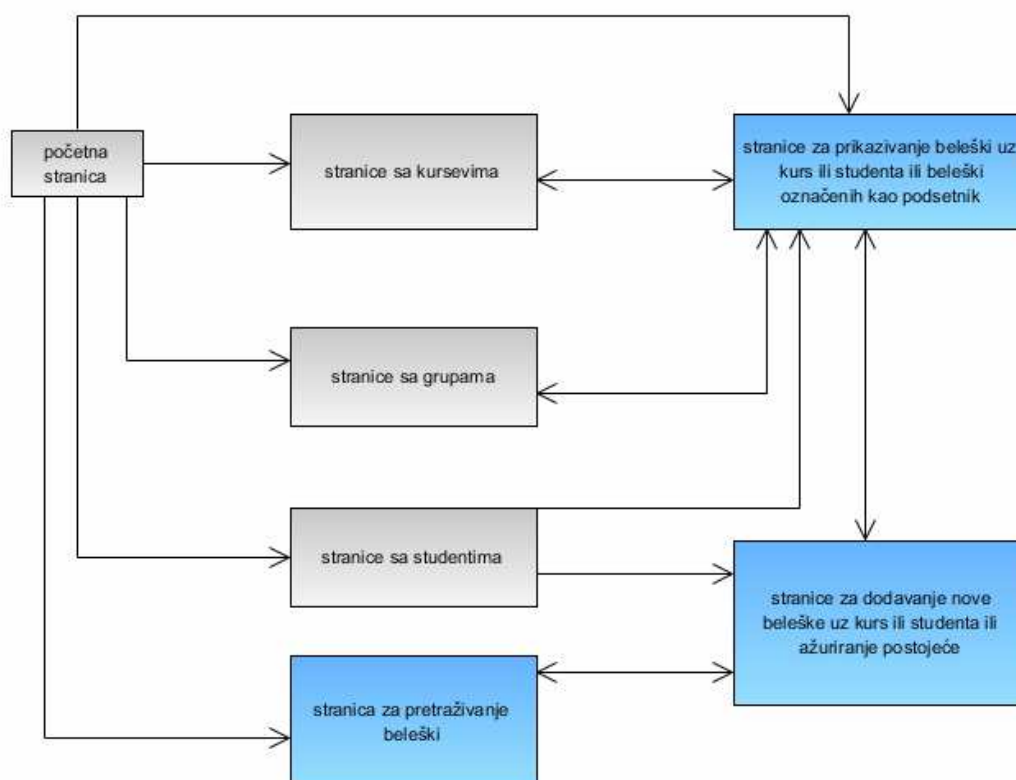 početna
stranica
stranice sa kursevima
stranice za prikazivanje beleški uz
kurs ili studenta ili beleški
označenih kao podsetnik
stranice sa grupama
stranice sa studentima
stranice za dodavanje nove
beleške uz kurs ili studenta ili
ažuriranje postojeće
stranica za pretraživanje
beleški